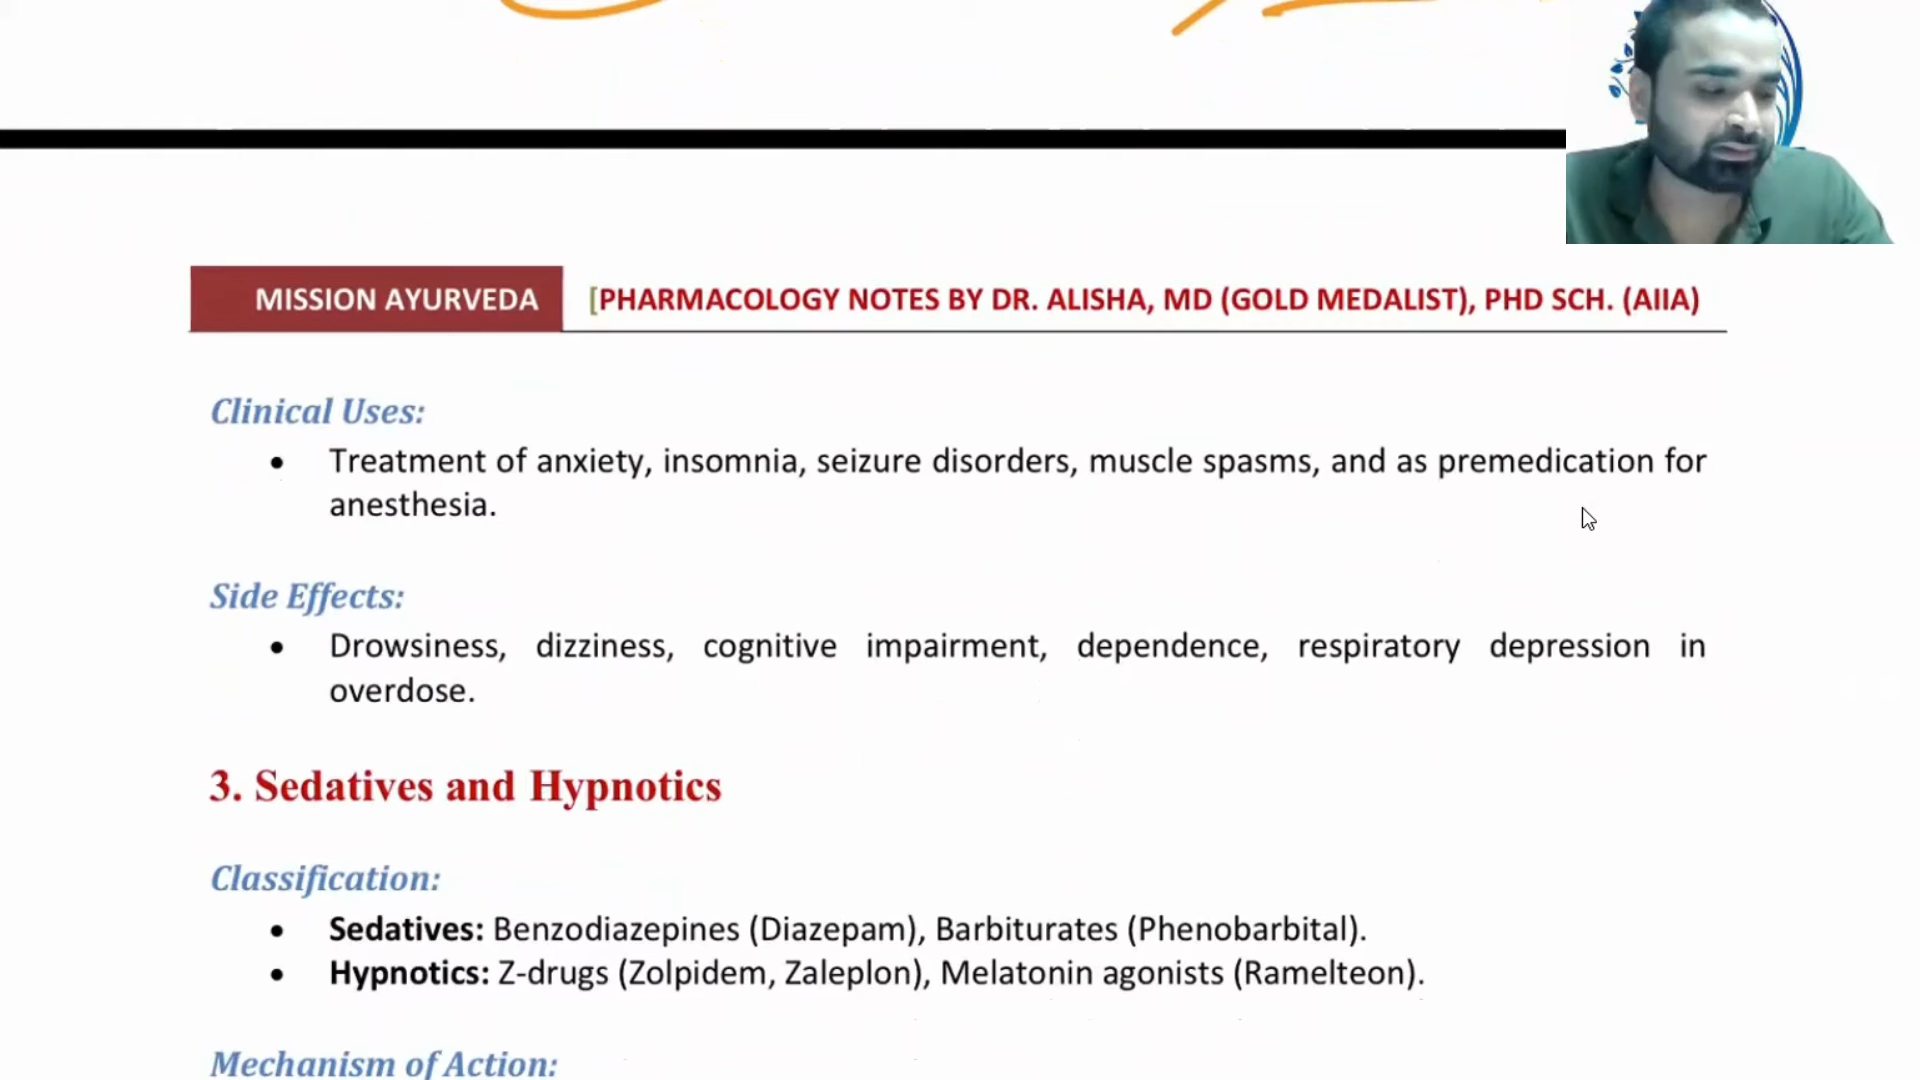 MISSION AYURVEDA [PHARMACOLOGY NOTES BY DR. ALISHA, MD (GOLD MEDALIST), PHD SCH. (AIIA)
Clinical Uses:
• Treatment of anxiety, insomnia, seizure disorders, muscle spasms, and as premedication for
anesthesia.
Side Effects:
• Drowsiness, dizziness, cognitive impairment, dependence, respiratory depression in
overdose.
3. Sedatives and Hypnotics
Classification:
• Sedatives: Benzodiazepines (Diazepam), Barbiturates (Phenobarbital).
• Hypnotics: Z-drugs (Zolpidem, Zaleplon), Melatonin agonists (Ramelteon).
Mechanism of Action: